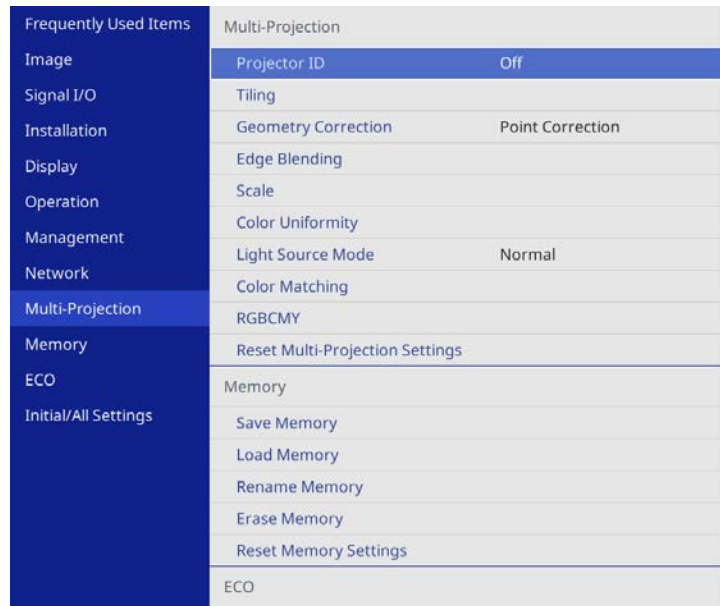 Frequently Used Items
Image
Signal I/O
Installation
Display
Operation
Management
Network
Multi-Projection
Memory
ECO
Initial/All Settings
Multi-Projection
Projector ID Off
Tiling
Geometry Correction Point Correction
Edge Blending
Scale
Color Uniformity
Light Source Mode Normal
Color Matching
RGBCMY
Reset Multi-Projection Settings
Memory
Save Memory
Load Memory
Rename Memory
Erase Memory
Reset Memory Settings
ECO